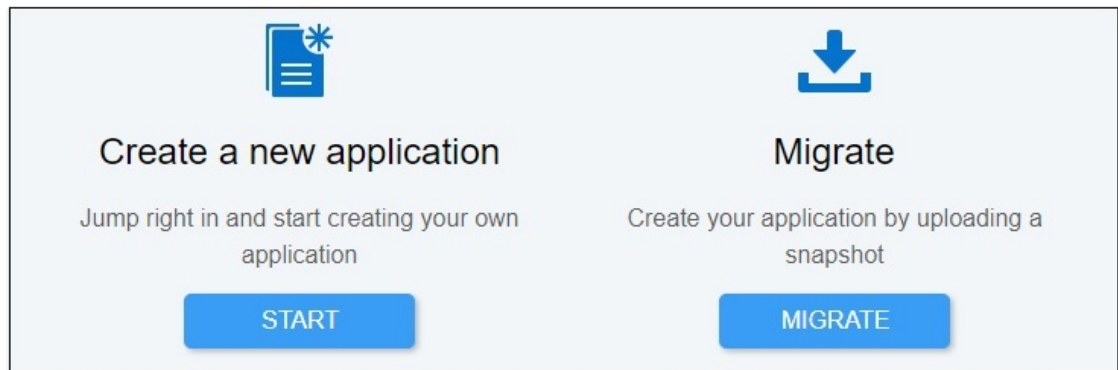 Create a new application
Jump right in and start creating your own
application
START
Migrate
Create your application by uploading a
snapshot
MIGRATE